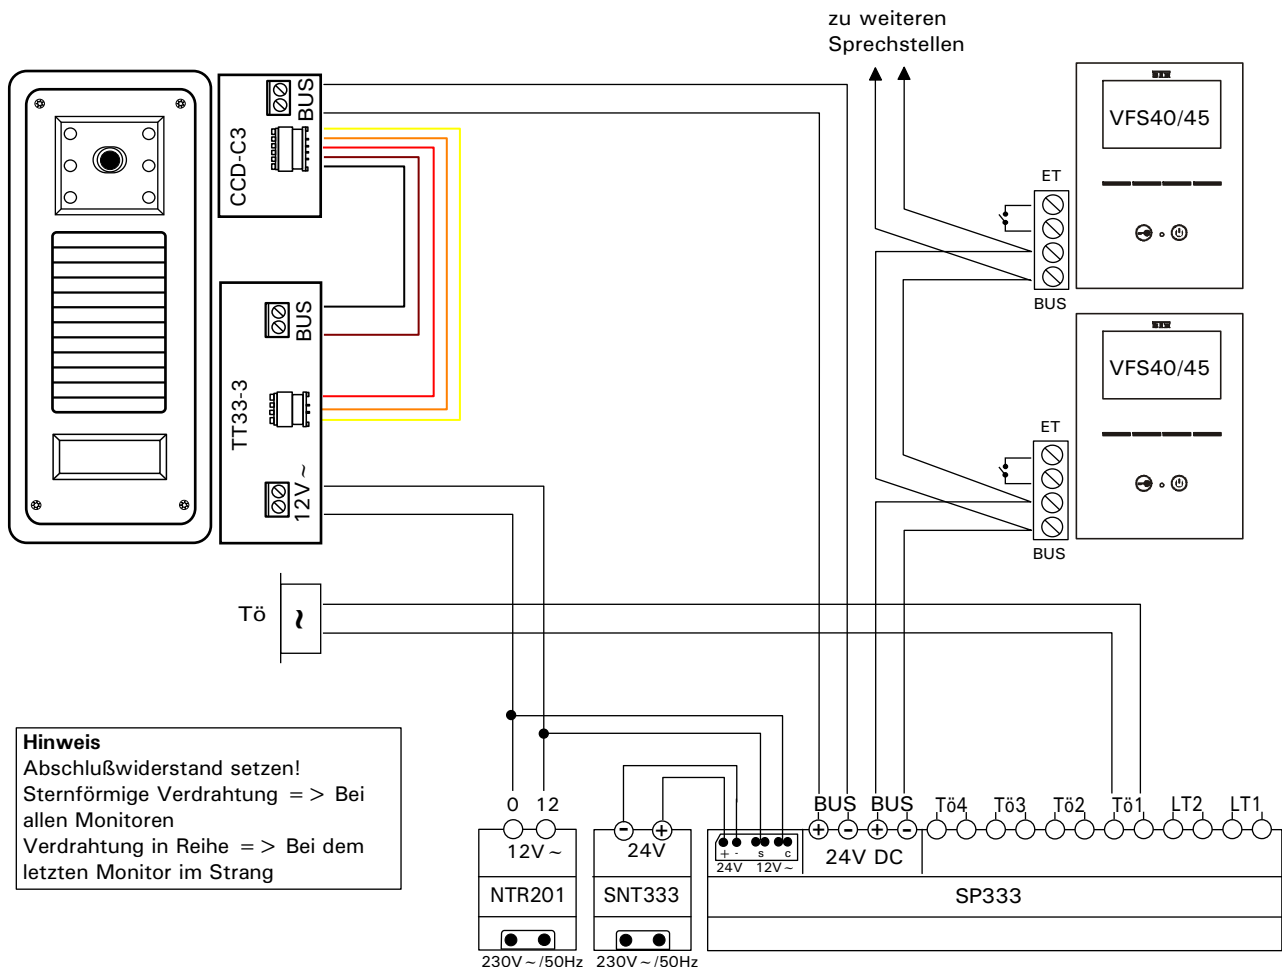 zu weiteren
Sprechstellen
BUS
CCD-C3
VFS40/45
ET
BUS
BUS
TT33-3
12V~
VFS40/45
ET
BUS
Tö
~
Hinweis
Abschlußwiderstand setzen!
Sternförmige Verdrahtung => Bei
allen Monitoren
Verdrahtung in Reihe => Bei dem
letzten Monitor im Strang
0 12
12V~
NTR201
230V~/50Hz
- +
24V
SNT333
230V~/50Hz
BUS BUS Tö4 Tö3 Tö2 Tö1 LT2 LT1
+ - + -
+ - s c
24V 12V~
24V DC
SP333